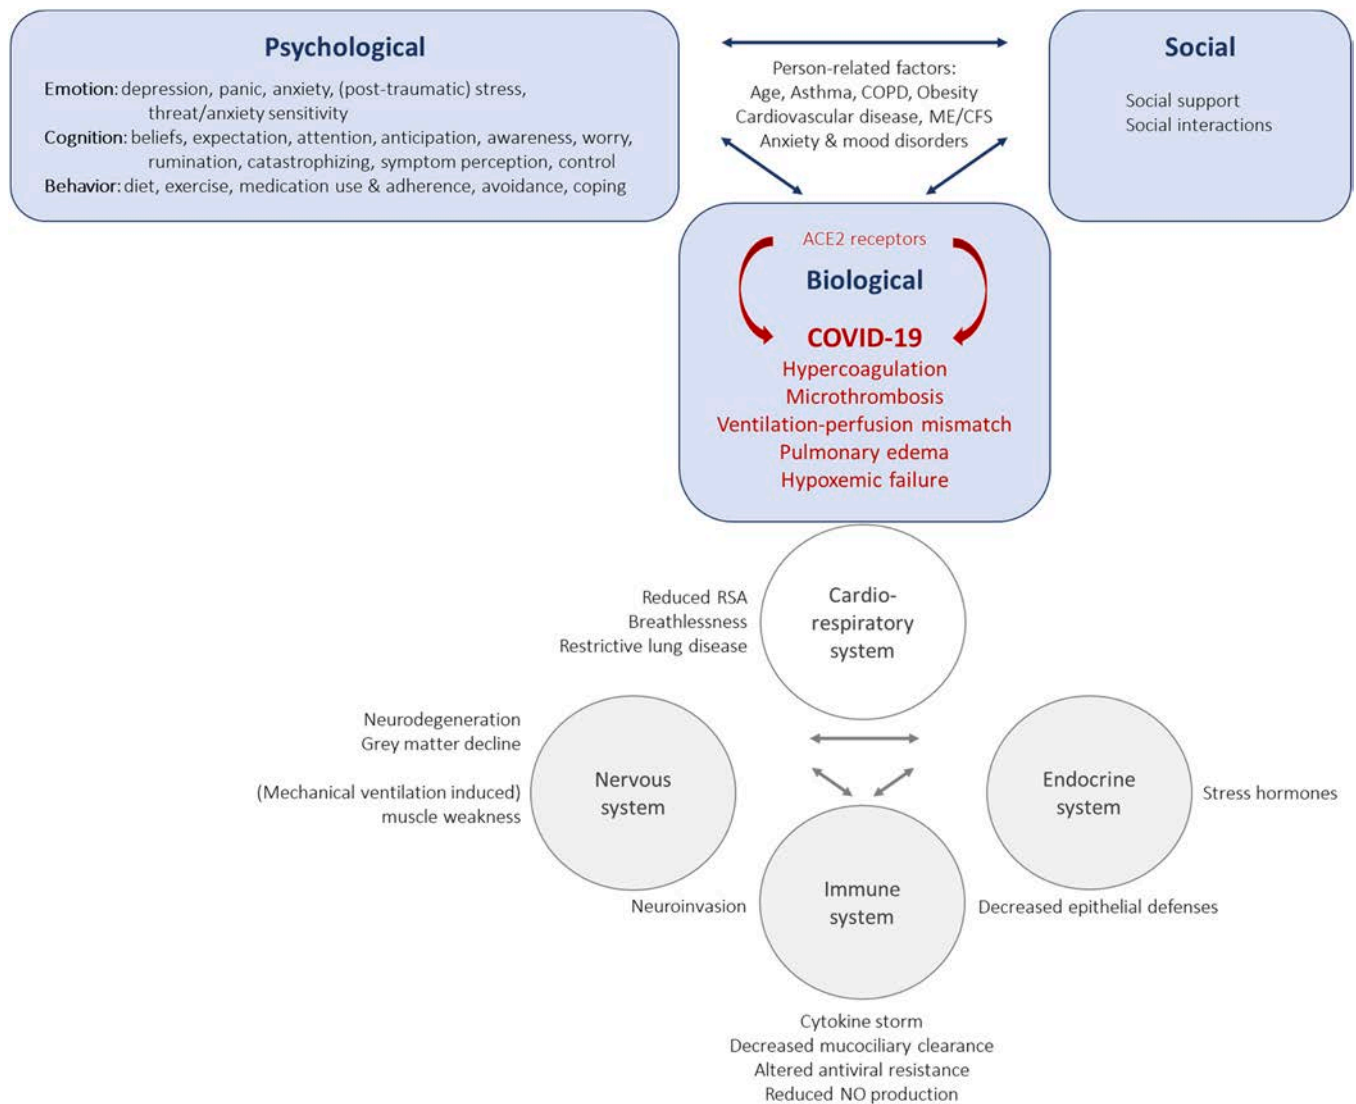 Psychological
Emotion: depression, panic, anxiety, (post-traumatic) stress,
threat/anxiety sensitivity
Cognition: beliefs, expectation, attention, anticipation, awareness, worry,
rumination, catastrophizing, symptom perception, control
Behavior: diet, exercise, medication use & adherence, avoidance, coping
Person-related factors:
Age, Asthma, COPD, Obesity
Cardiovascular disease, ME/CFS
Anxiety & mood disorders
Social
Social support
Social interactions
ACE2 receptors
Biological
COVID-19
Hypercoagulation
Microthrombosis
Ventilation-perfusion mismatch
Pulmonary edema
Hypoxemic failure
Reduced RSA
Breathlessness
Restrictive lung disease
Cardio-
respiratory
system
Neurodegeneration
Grey matter decline
(Mechanical ventilation induced)
muscle weakness
Nervous
system
Endocrine
system
Stress hormones
Neuroinvasion
Immune
system
Decreased epithelial defenses
Cytokine storm
Decreased mucociliary clearance
Altered antiviral resistance
Reduced NO production